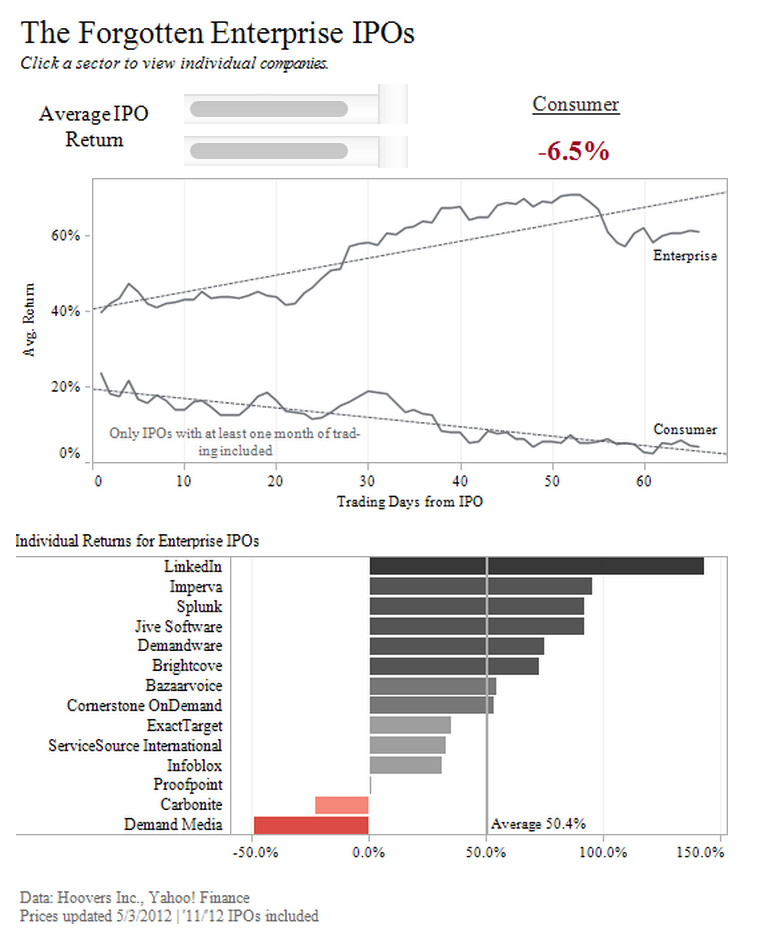 The Forgotten Enterprise IPOs
Click a sector to view individual companies.
Average IPO
Return
Consumer
-6.5%
60%
40%
20%
0%
Avg. Return
Enterprise
Consumer
Only IPOs with at least one month of trad-
ing included
0 10 20 30 40 50 60
Trading Days from IPO
Individual Returns for Enterprise IPOs
LinkedIn
Imperva
Splunk
Jive Software
Demandware
Brightcove
Bazaarvoice
Cornerstone OnDemand
ExactTarget
ServiceSource International
Infoblox
Proofpoint
Carbonite
Demand Media
Average 50.4%
-50.0% 0.0% 50.0% 100.0% 150.0%
Data: Hoovers Inc., Yahoo! Finance
Prices updated 5/3/2012 | '11/'12 IPOs included